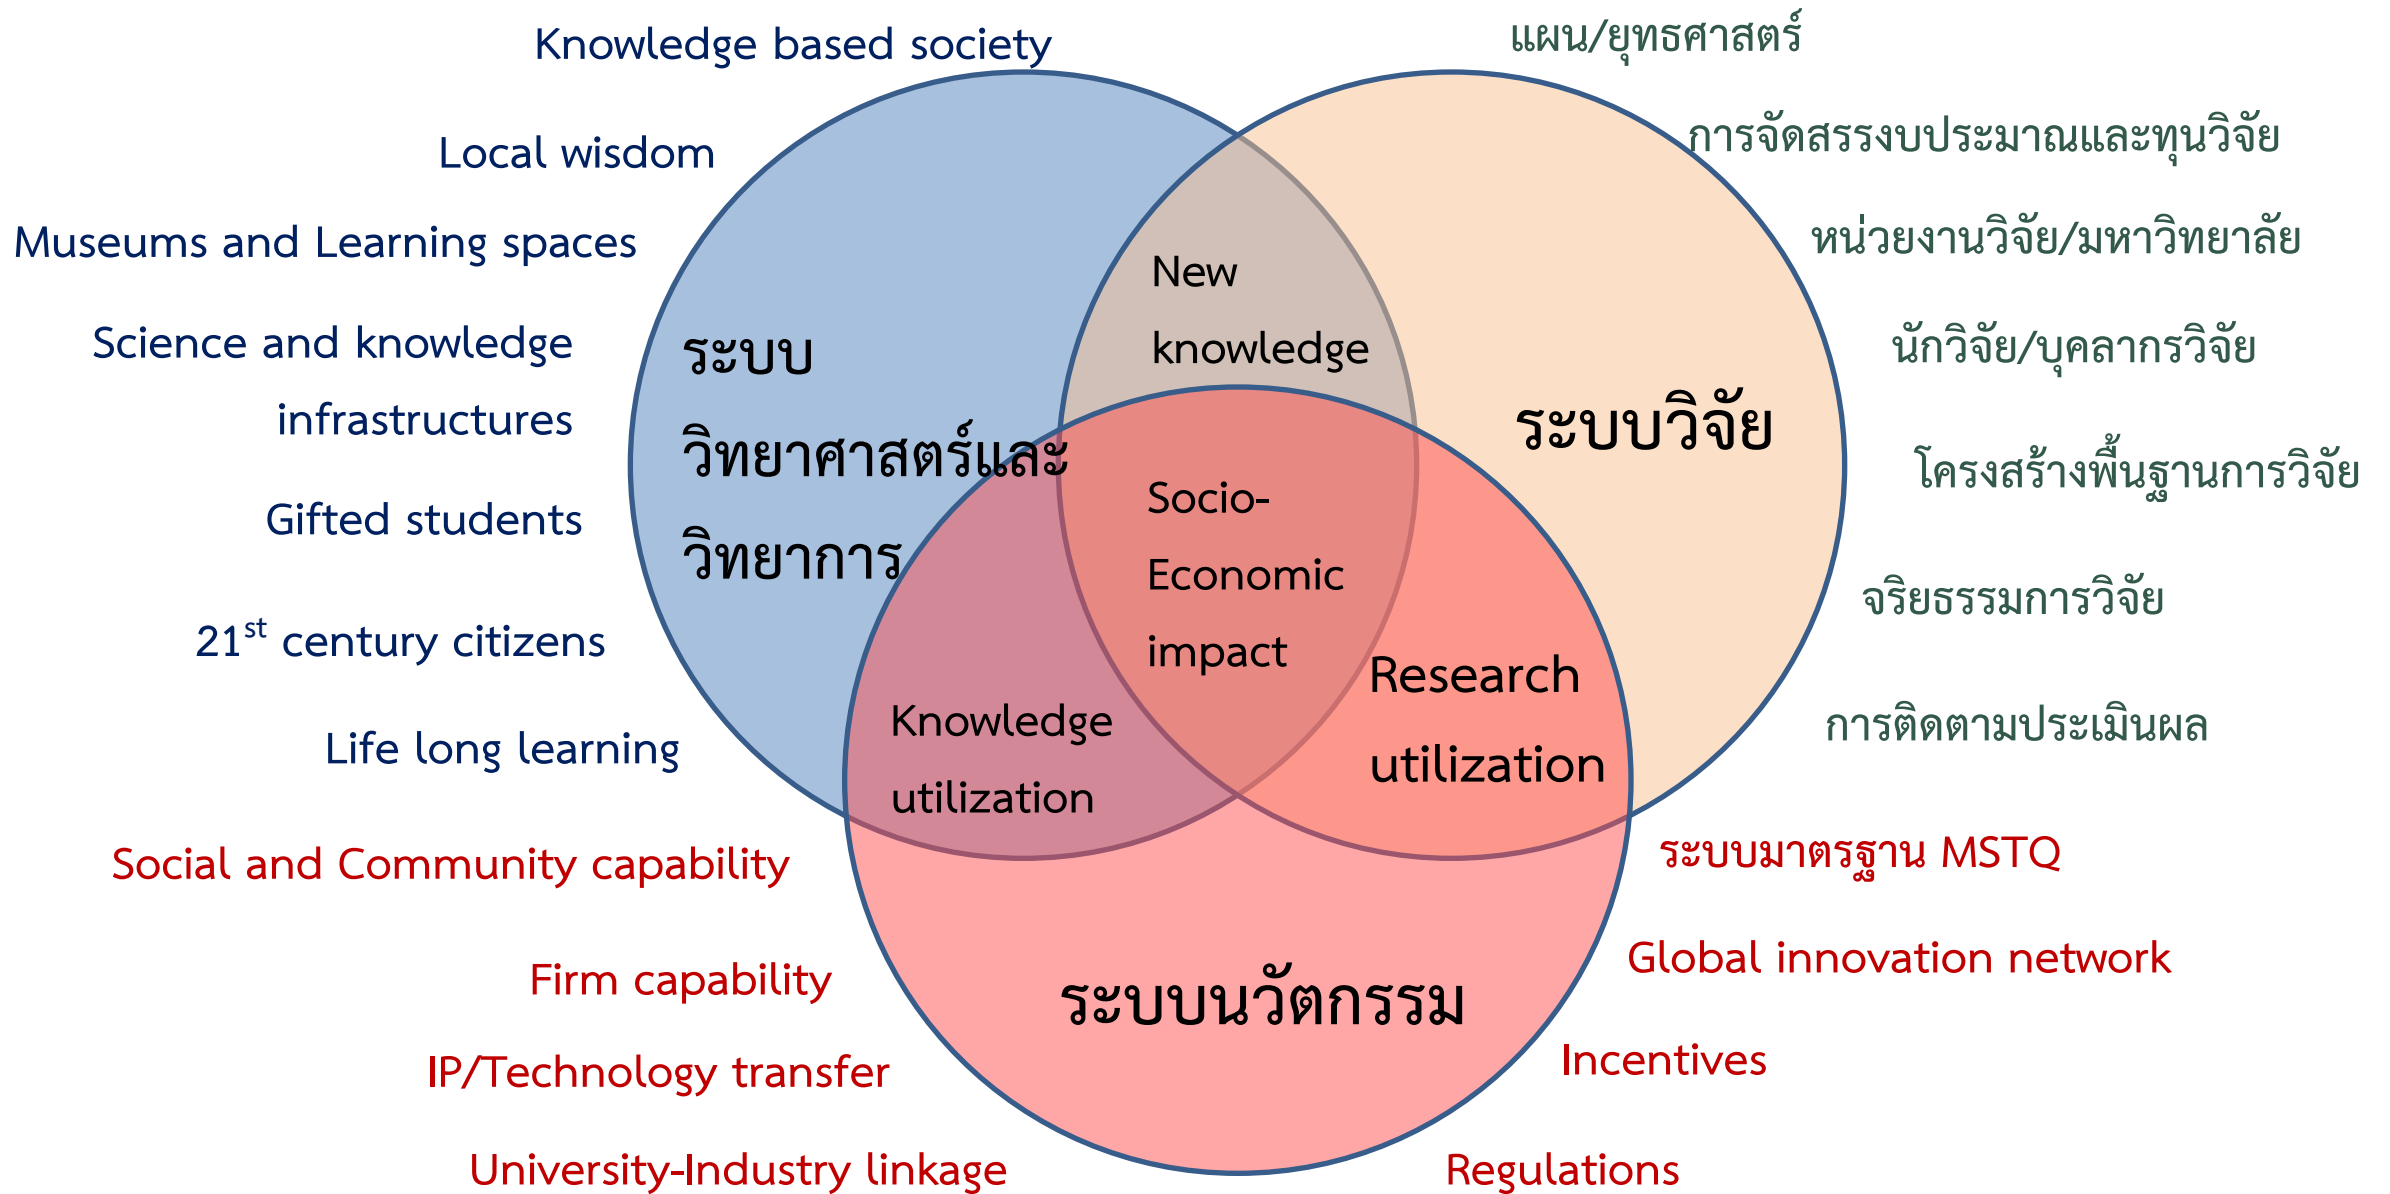 Knowledge based society
Local wisdom
Museums and Learning spaces
Science and knowledge
infrastructures
Gifted students
21st century citizens
Life long learning
แผน/ยุทธศาสตร์
การจัดสรรงบประมาณและทุนวิจัย
หน่วยงานวิจัย/มหาวิทยาลัย
นักวิจัย/บุคลากรวิจัย
โครงสร้างพื้นฐานการวิจัย
จริยธรรมการวิจัย
การติดตามประเมินผล
ระบบ
วิทยาศาสตร์และ
วิทยาการ
New
knowledge
ระบบวิจัย
Socio-
Economic
impact
Knowledge
utilization
Research
utilization
ระบบนวัตกรรม
Social and Community capability
Firm capability
IP/Technology transfer
University-Industry linkage
ระบบมาตรฐาน MSTQ
Global innovation network
Incentives
Regulations